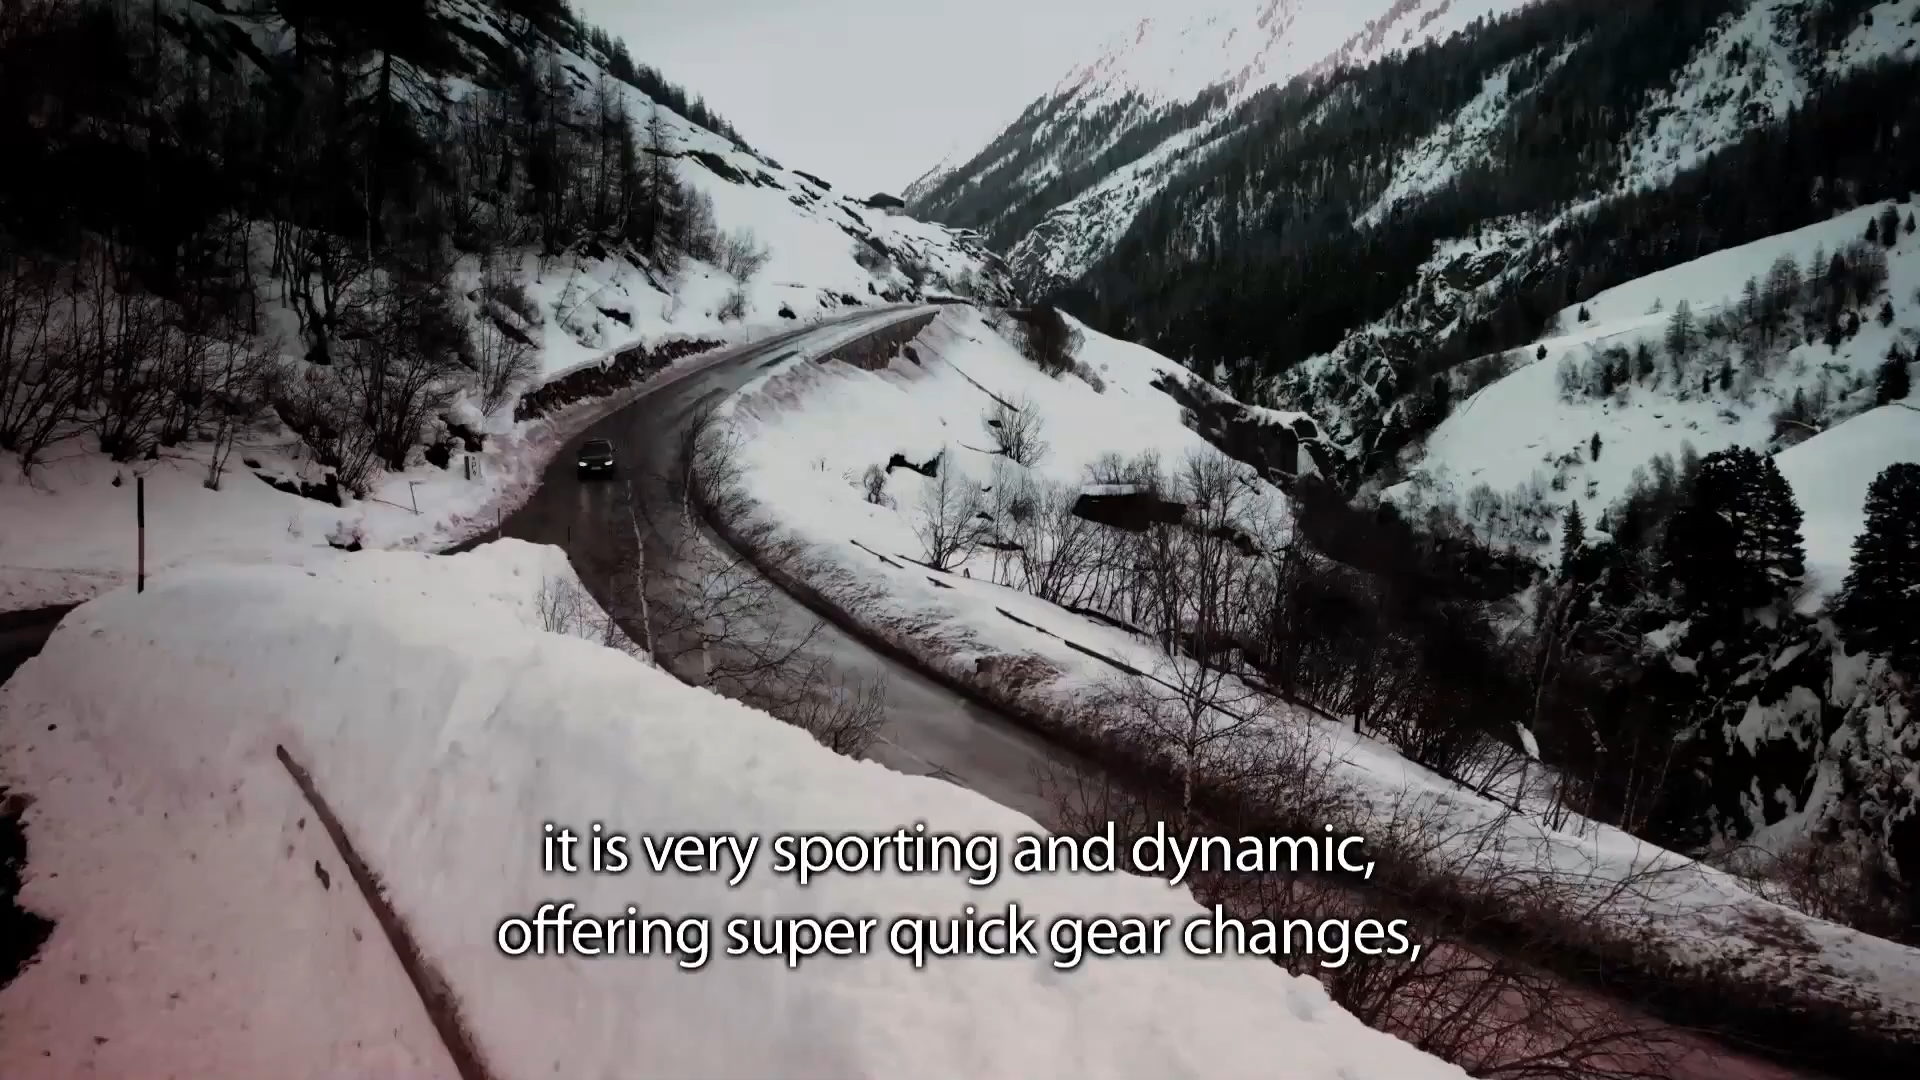 it is very sporting and dynamic,
offering super quick gear changes,